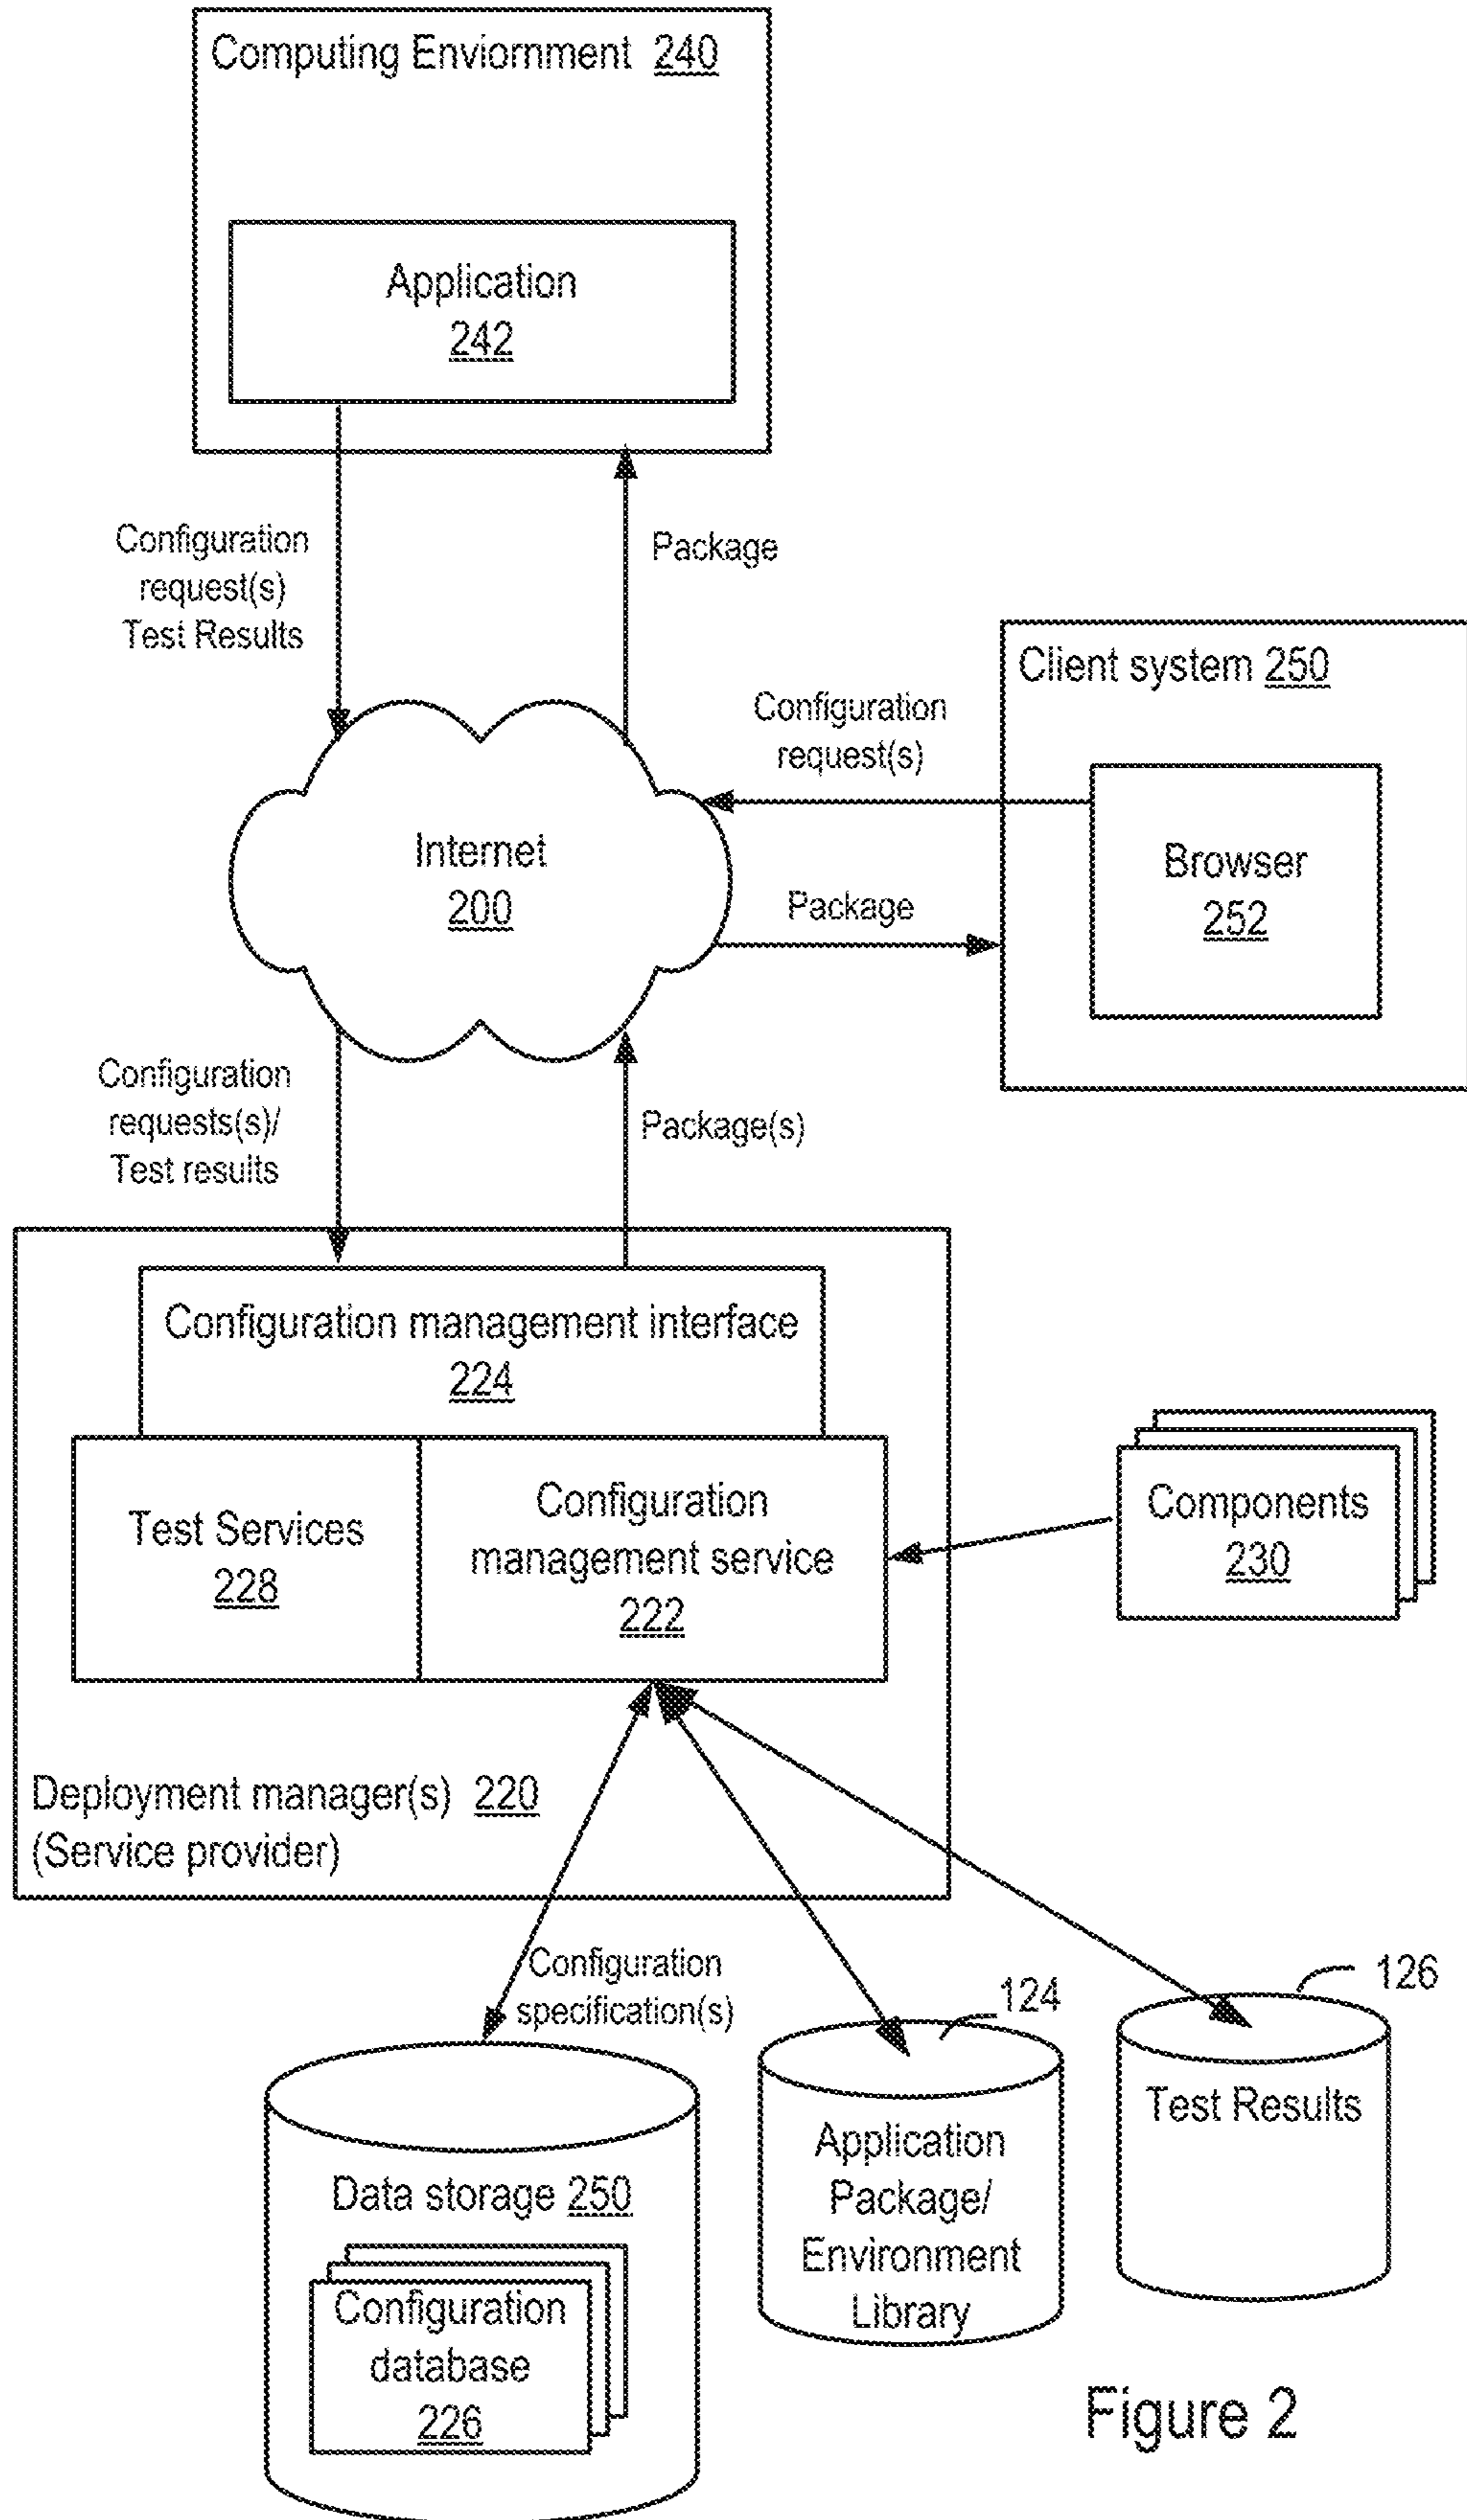 Computing Enviornment 240
Application
242
Configuration
request(s)
Test Results
Package
Client system 250
Configuration
request(s)
Browser
252
Internet
200
Package
Configuration
requests(s)/
Test results
Package(s)
Configuration management interface
224
Test Services
228
Configuration
management service
222
Components
230
Deployment manager(s) 220
(Service provider)
Configuration
specification(s)
124
126
Test Results
Application
Package/
Environment
Library
Data storage 250
Configuration
database
226
Figure 2